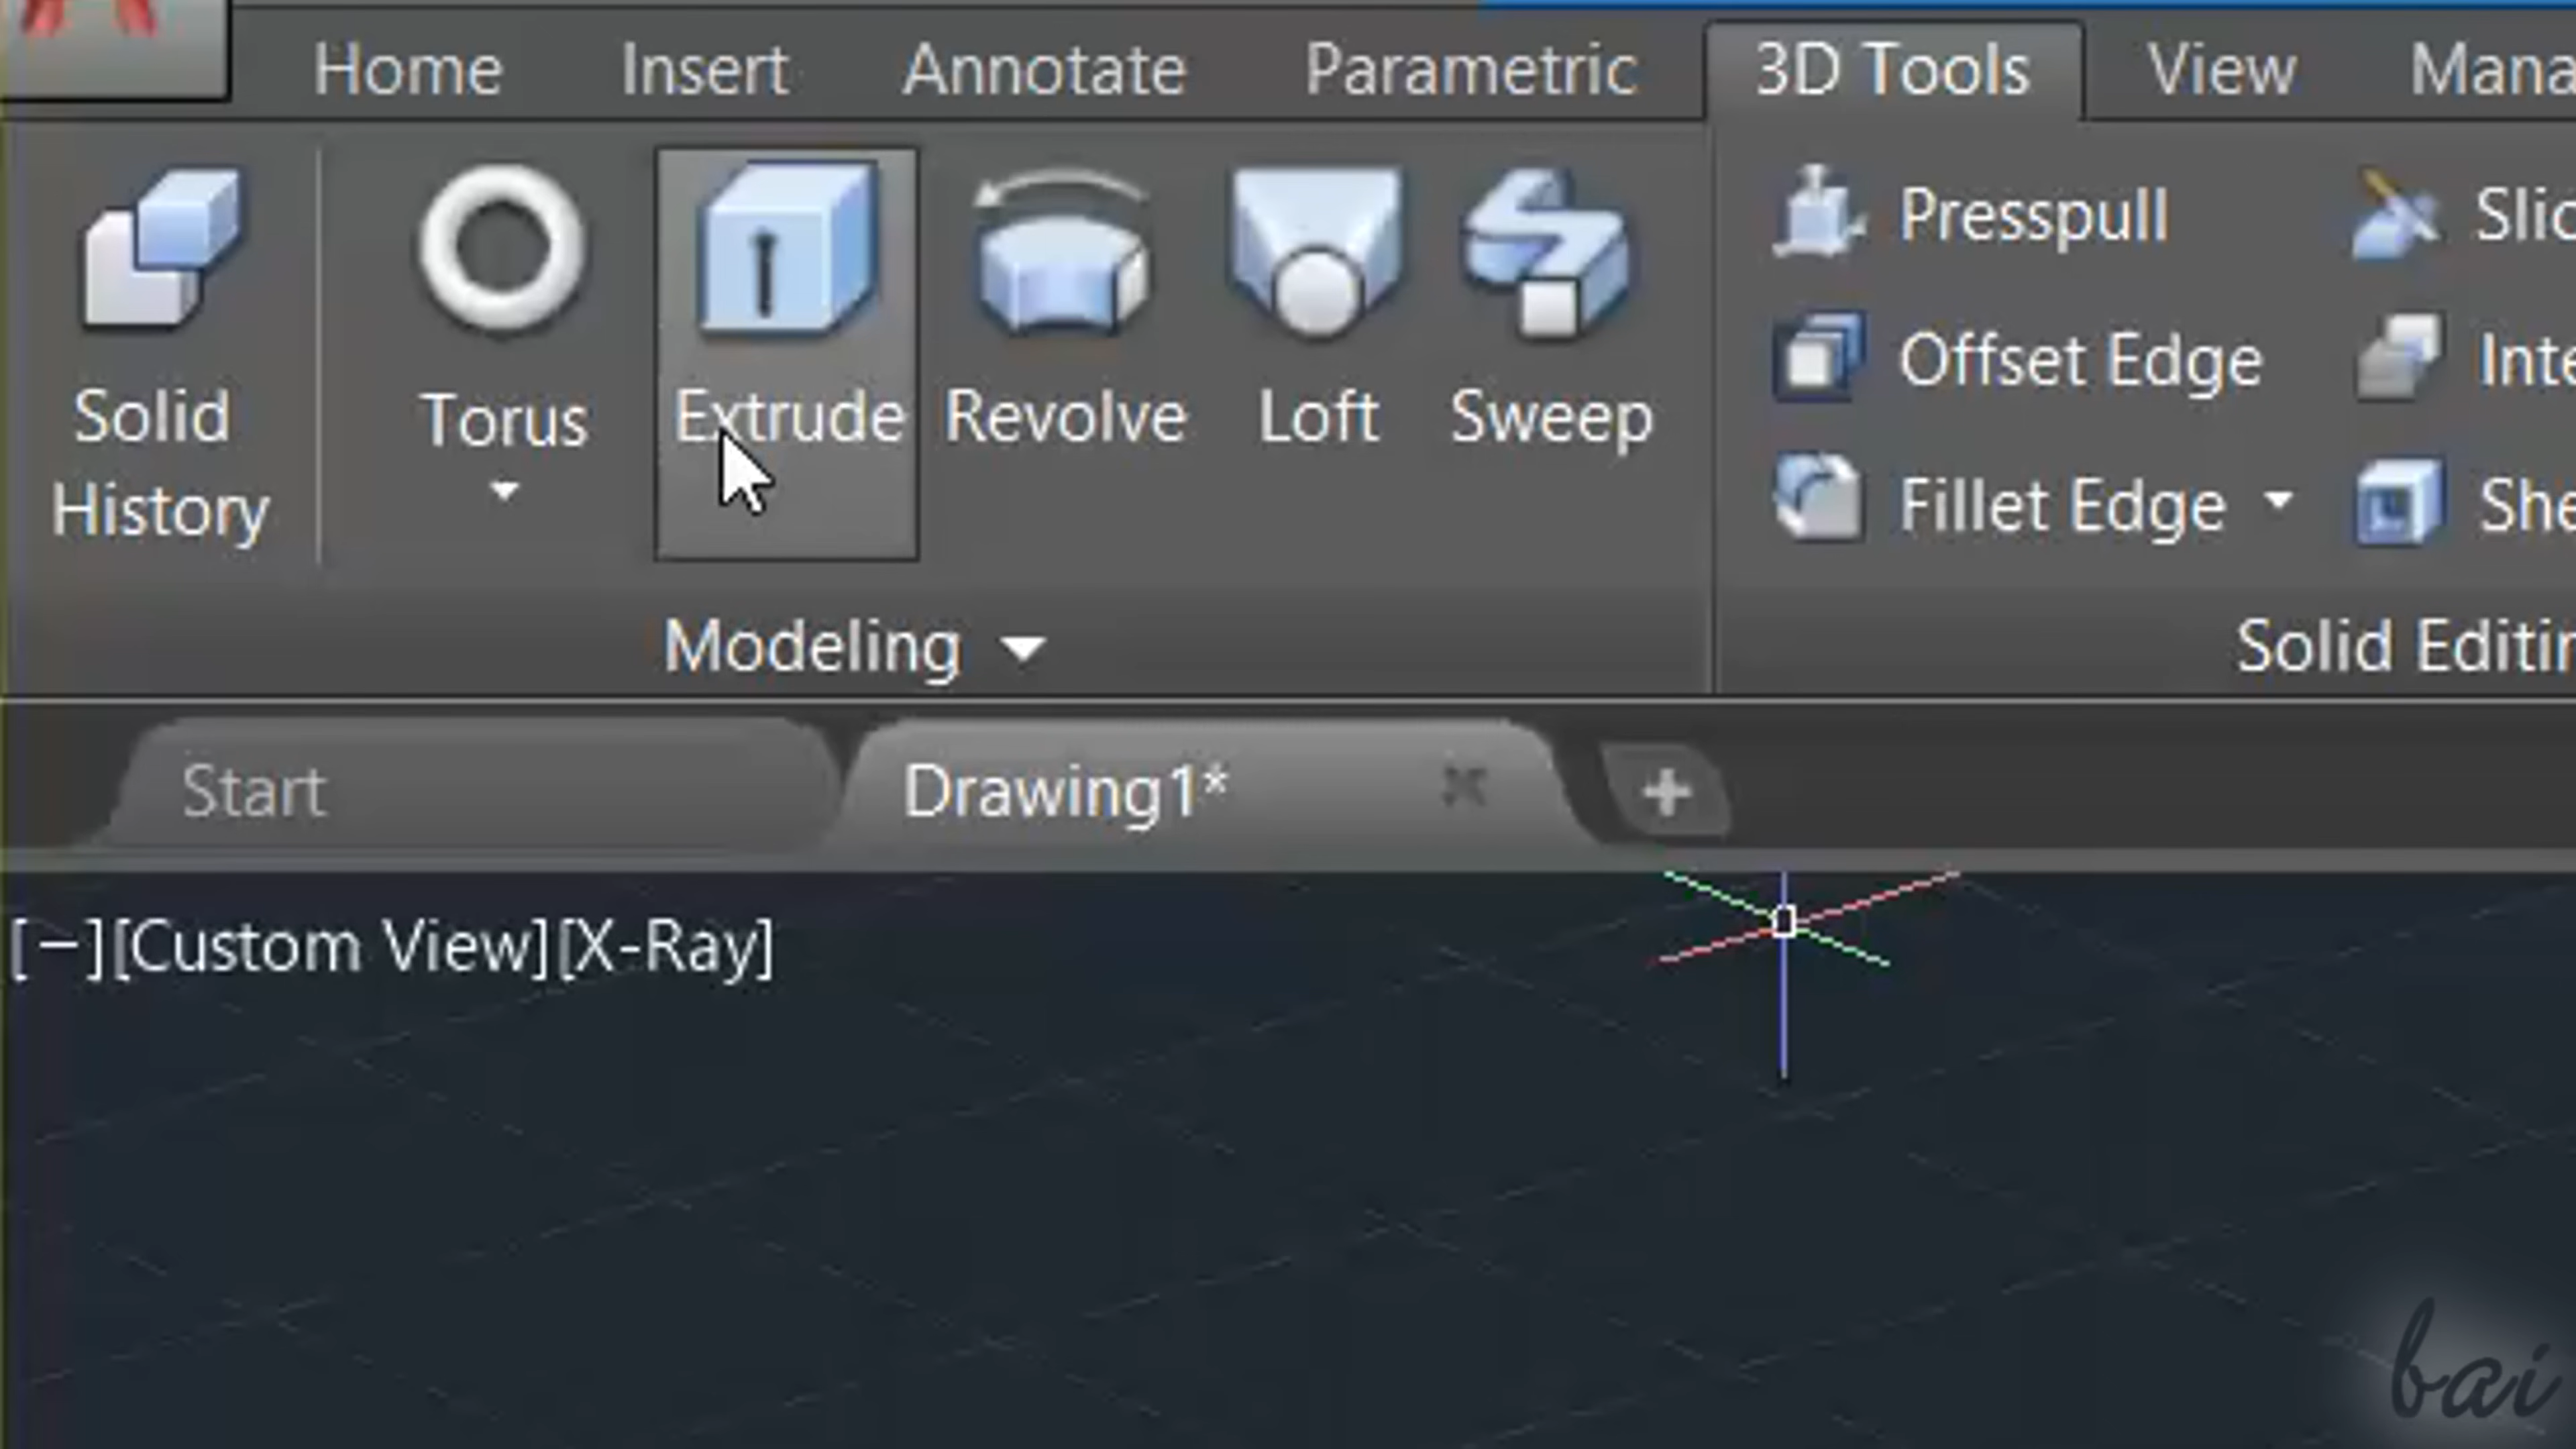 Home Insert Annotate Parametric 3D Tools View
Solid History
Torus
Extrude
Revolve
Loft
Sweep
Presspull
Offset Edge
Fillet Edge
Modeling
Solid
Start
Drawing1*
[−][Custom View][X-Ray]
bai